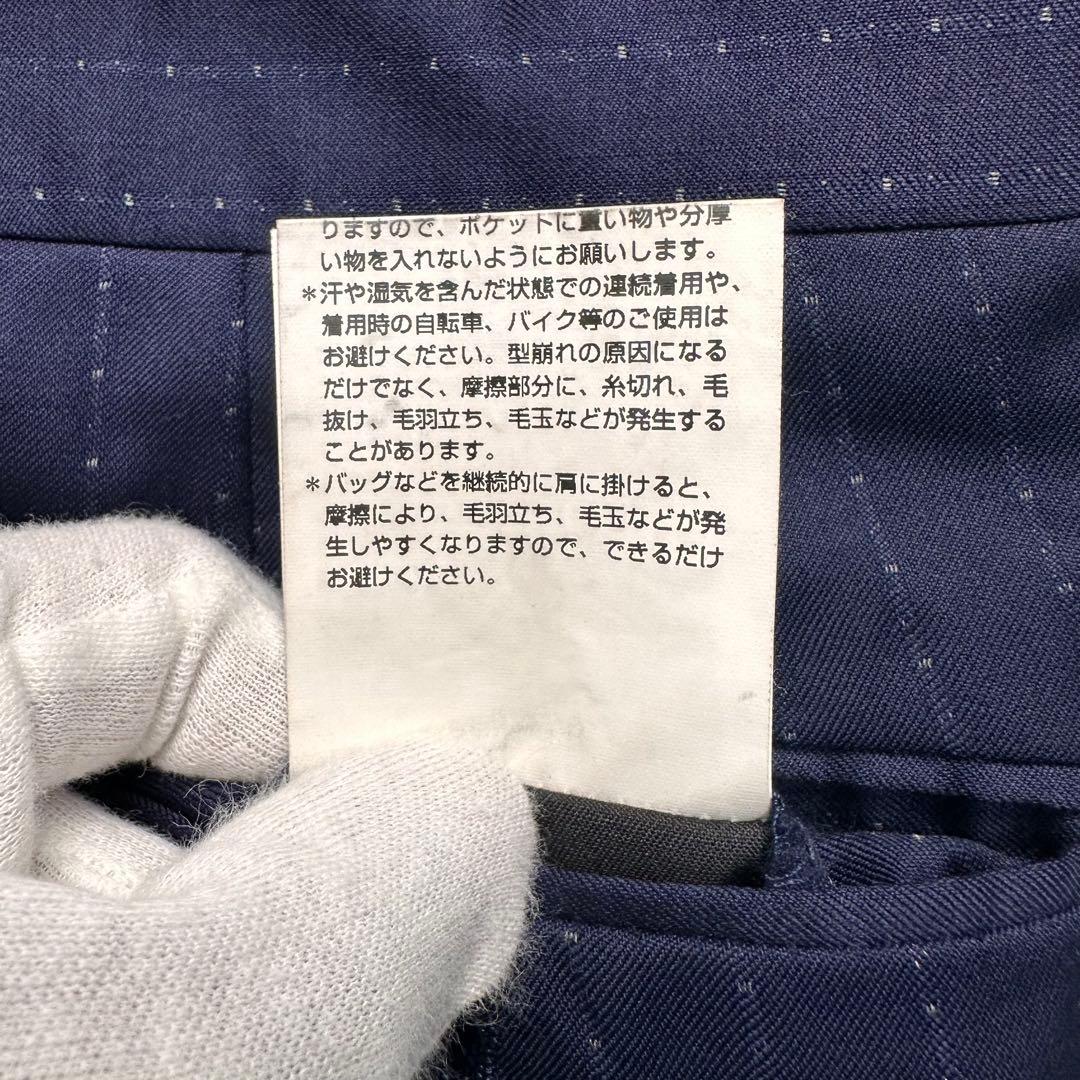 りますので、ポケットに重い物や分厚
い物を入れないようにお願いします。
＊汗や湿気を含んだ状態での連続着用や、
着用時の自転車、バイク等のご使用は
お避けください。型崩れの原因になる
だけでなく、摩擦部分に、糸切れ、毛
抜け、毛羽立ち、毛玉などが発生する
ことがあります。
＊バッグなどを継続的に肩に掛けると、
摩擦により、毛羽立ち、毛玉などが発
生しやすくなりますので、できるだけ
お避けください。